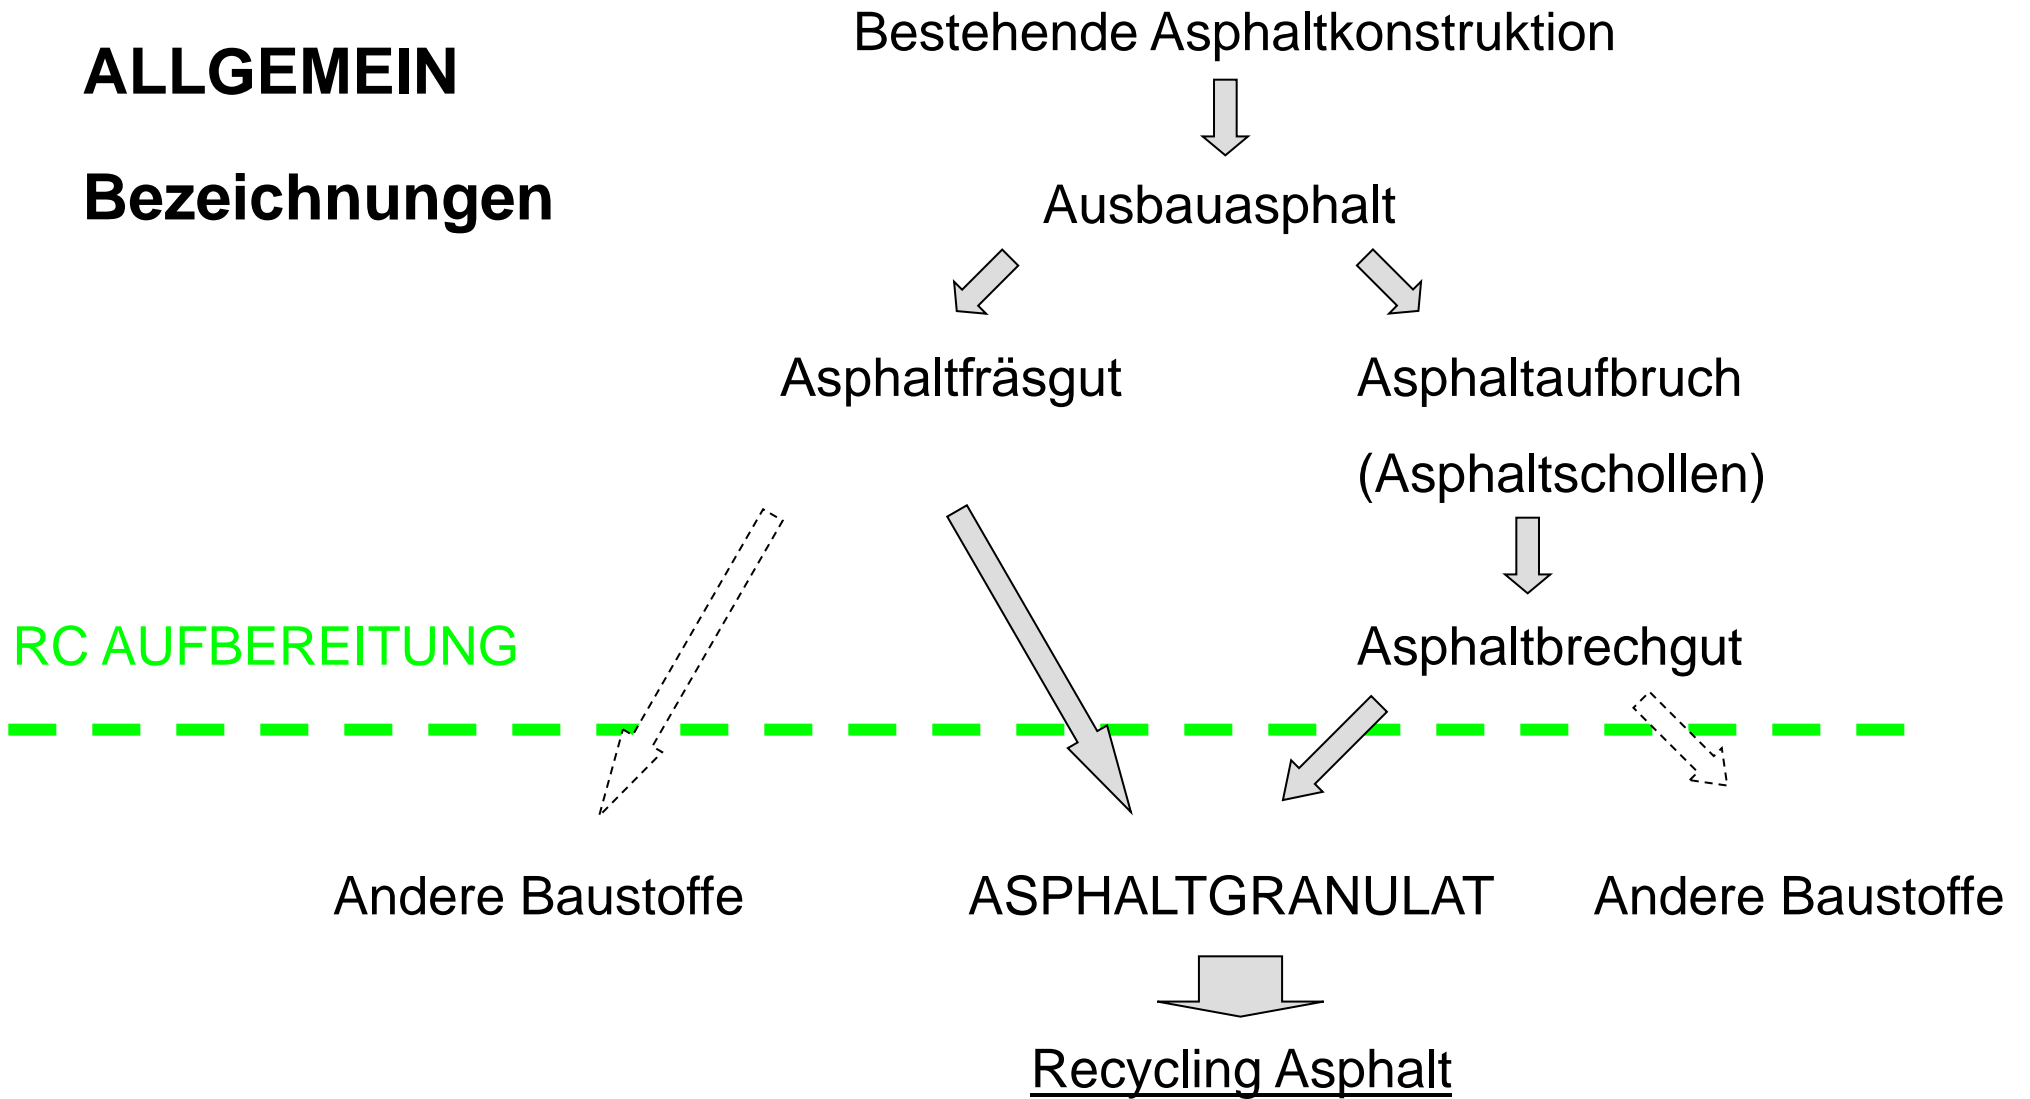 ALLGEMEIN
Bezeichnungen
Bestehende Asphaltkonstruktion
Ausbauasphalt
Asphaltfräsgut
Asphaltaufbruch
(Asphaltschollen)
RC AUFBEREITUNG
Asphaltbrechgut
Andere Baustoffe
ASPHALTGRANULAT
Andere Baustoffe
Recycling Asphalt